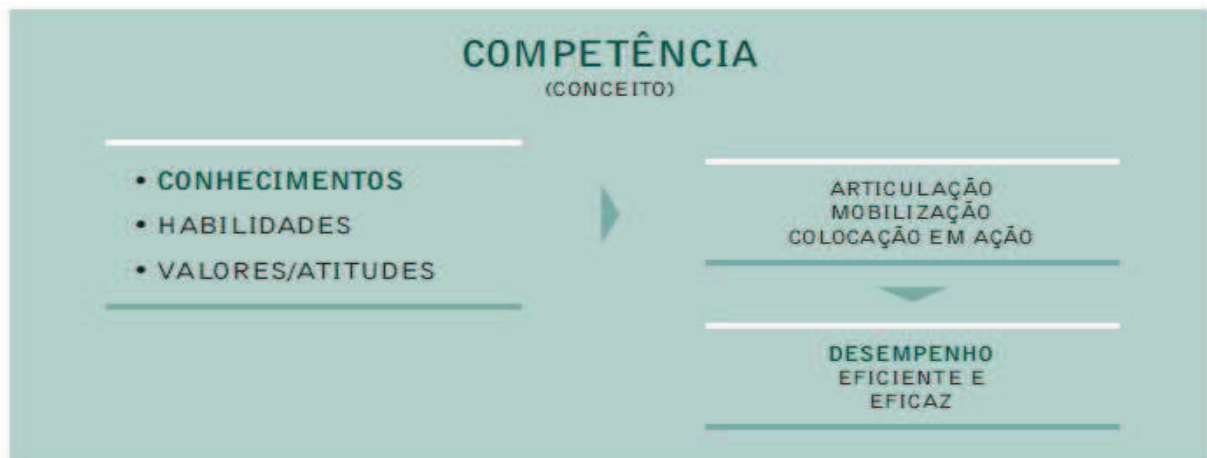 COMPETÊNCIA
(CONCEITO)
• CONHECIMENTOS
• HABILIDADES
• VALORES/ATITUDES
ARTICULAÇÃO
MOBILIZAÇÃO
COLOCAÇÃO EM AÇÃO
DESEMPENHO
EFICIENTE E
EFICAZ